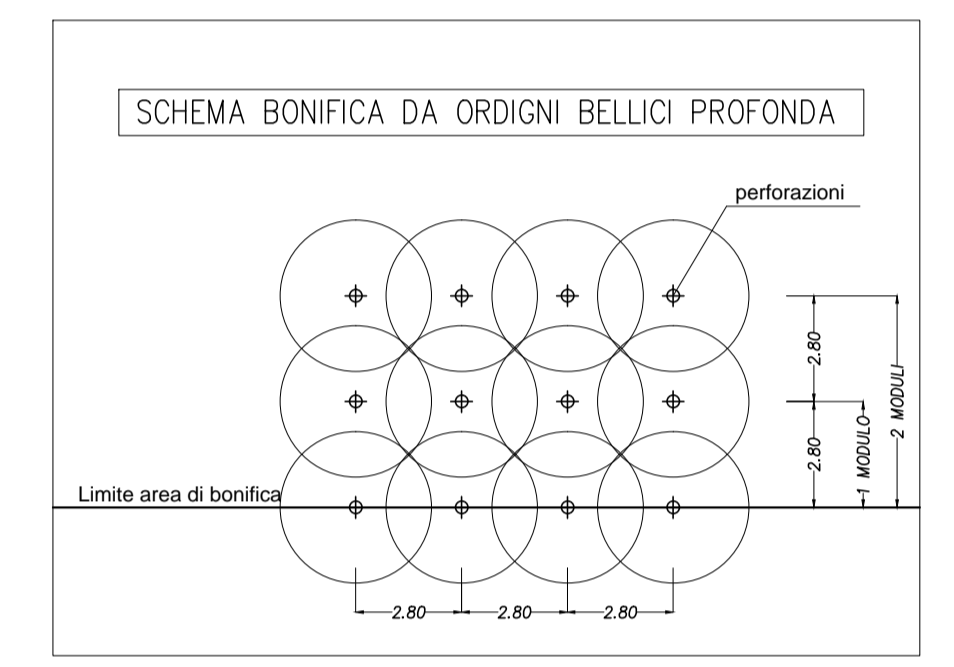 SCHEMA BONIFICA DA ORDIGNI BELLICI PROFONDA
perforazioni
2.80
2 MODULI
2.80
1 MODULO
Limite area di bonifica
2.80
2.80
2.80